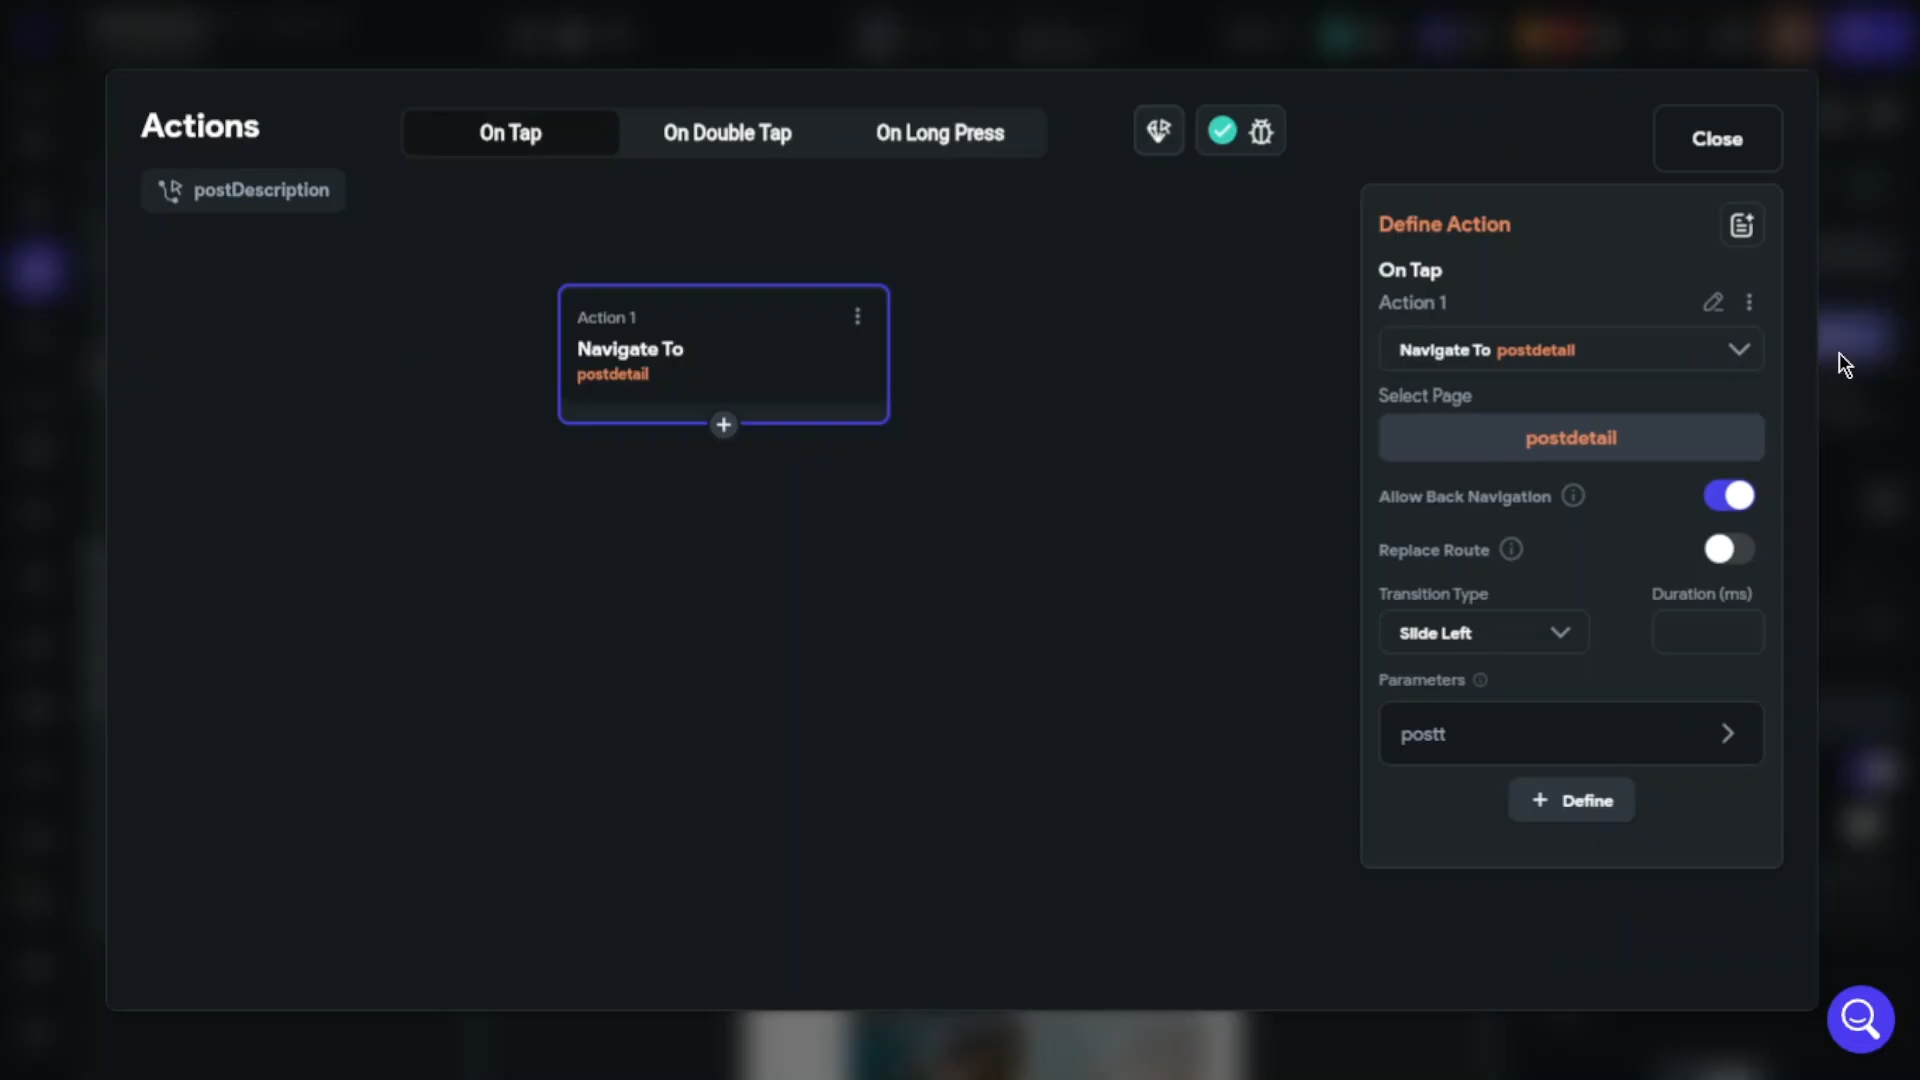 Actions
On Tap
On Double Tap
On Long Press
Close
postDescription
Action 1
Navigate To
postdetail
Define Action
On Tap
Action 1
Navigate To postdetail
Select Page
postdetail
Allow Back Navigation
Replace Route
Transition Type
Duration (ms)
Slide Left
Parameters
postt
+ Define